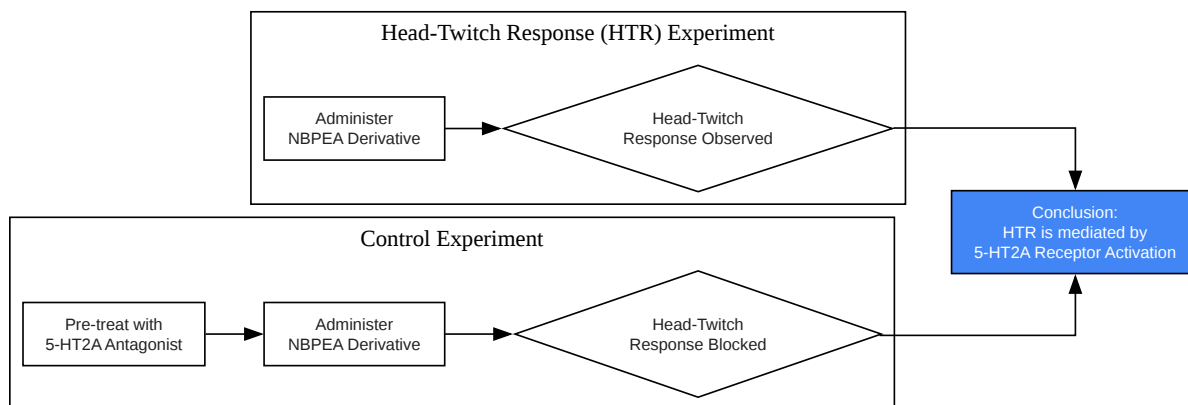 Head-Twitch Response (HTR) Experiment
Administer
NBPEA Derivative
Head-Twitch
Response Observed
Conclusion:
HTR is mediated by
5-HT2A Receptor Activation
Control Experiment
Pre-treat with
5-HT2A Antagonist
Administer
NBPEA Derivative
Head-Twitch
Response Blocked